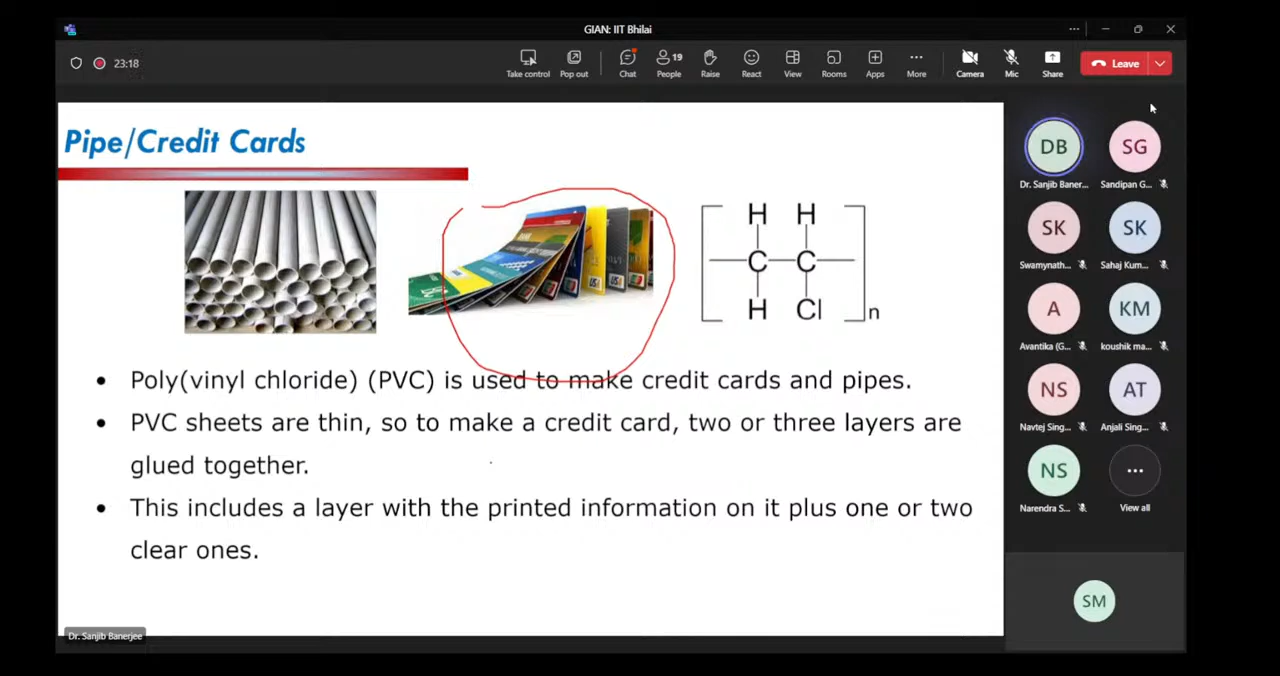 GIAN: IIT Bhilai
23:18
Take control
Pop out
Chat
19
People
Raise
React
View
Rooms
Apps
More
Camera
Mic
Share
Leave
Pipe/Credit Cards
H H
C C
H Cl
n
• Poly(vinyl chloride) (PVC) is used to make credit cards and pipes.
• PVC sheets are thin, so to make a credit card, two or three layers are
glued together.
• This includes a layer with the printed information on it plus one or two
clear ones.
Dr. Sanjib Banerjee
DB
Dr. Sanjib Baner...
SG
Sandipan G...
SK
Swamynath...
SK
Sahaj Kum...
A
Avantika (G...
KM
koushik ma...
NS
Navtej Sing...
AT
Anjali Sing...
NS
Narendra S...
View all
SM